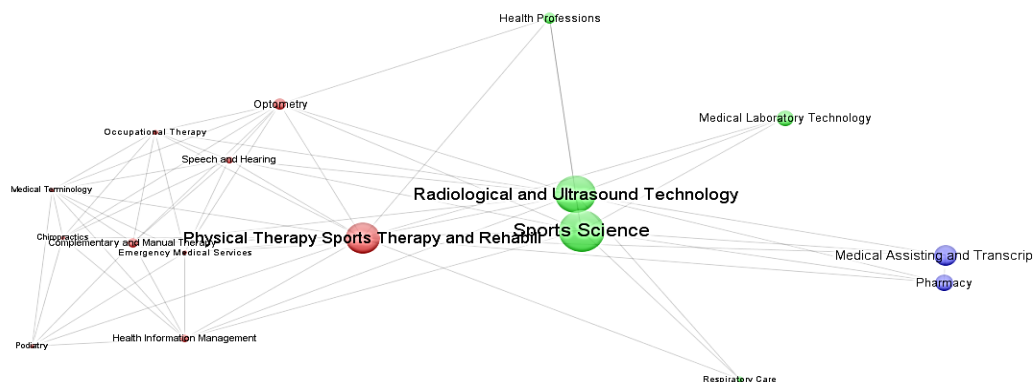 Health Professions
Optometry
Medical Laboratory Technology
Occupational Therapy
Speech and Hearing
Medical Terminology
Radiological and Ultrasound Technology
Sports Science
Chiropractics
Complementary and Manual Therapy
Physical Therapy Sports Therapy and Rehabili
Emergency Medical Services
Medical Assisting and Transcrip
Pharmacy
Health Information Management
Podiatry
Respiratory Care